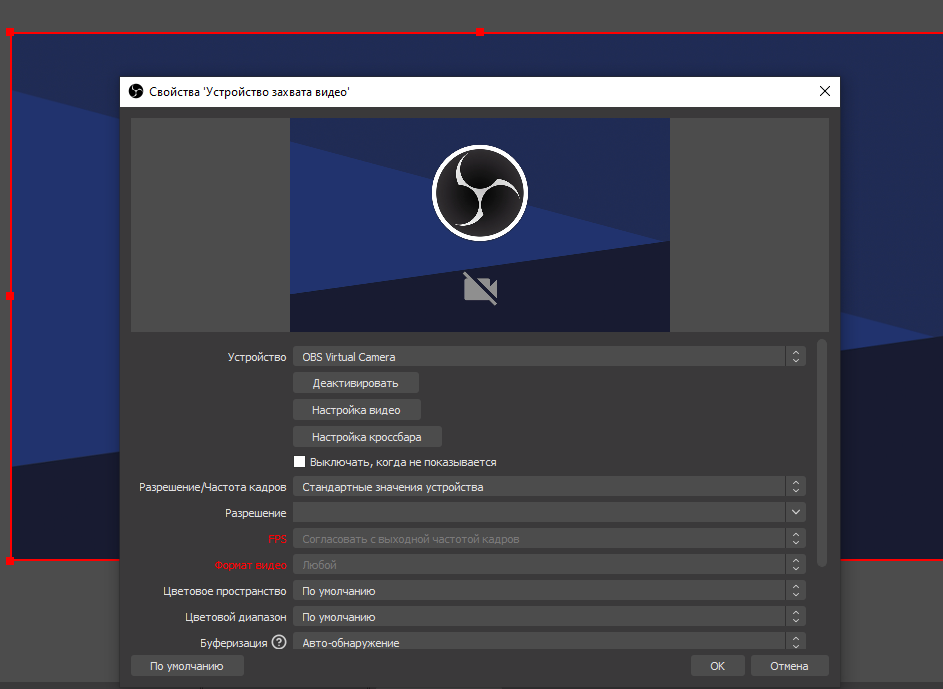 Свойства 'Устройство захвата видео'
Устройство OBS Virtual Camera
Деактивировать
Настройка видео
Настройка кроссбара
Выключать, когда не показывается
Разрешение/Частота кадров Стандартные значения устройства
Разрешение
FPS Согласовать с выходной частотой кадров
Формат видео Любой
Цветовое пространство По умолчанию
Цветовой диапазон По умолчанию
Буферизация ? Авто-обнаружение
По умолчанию OK Отмена